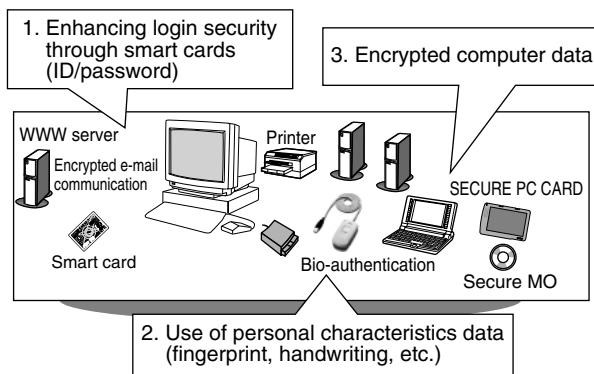 1. Enhancing login security
through smart cards
(ID/password)
3. Encrypted computer data
WWW server
Printer
Encrypted e-mail
communication
SECURE PC CARD
Smart card
Bio-authentication
Secure MO
2. Use of personal characteristics data
(fingerprint, handwriting, etc.)